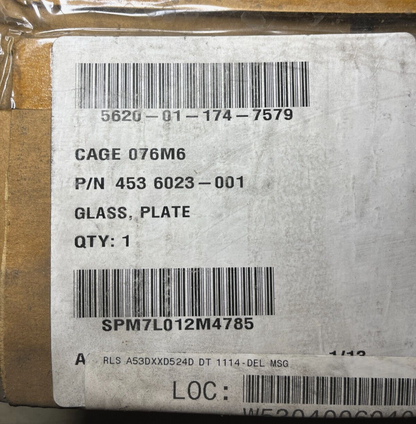 5620-01-174-7579
CAGE 076M6
P/N 453 6023-001
GLASS, PLATE
QTY: 1
SPM7L012M4785
A
RLS A53DXXD524D DT 1114-DEL MSG
LOC: